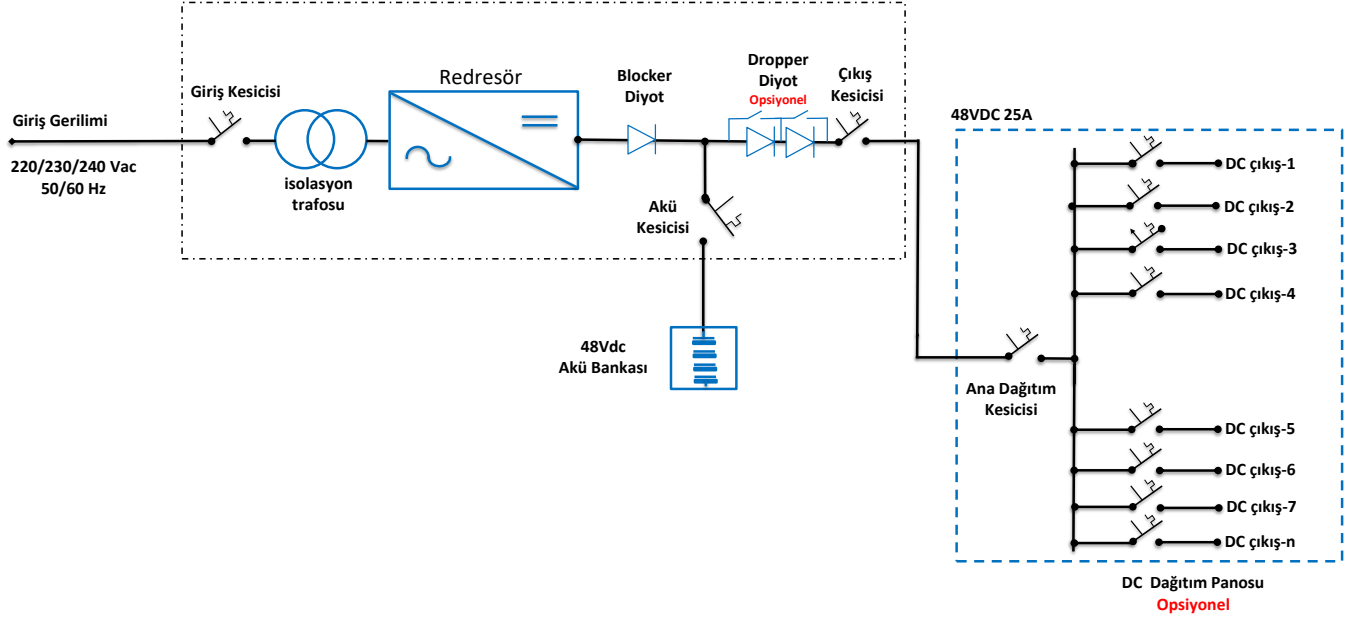 Giriş Gerilimi
220/230/240 Vac
50/60 Hz
Giriş Kesicisi
isolasyon
trafosu
Redresör
Blocker
Diyot
Dropper
Diyot
Opsiyonel
Çıkış
Kesicisi
Akü
Kesicisi
48Vdc
Akü Bankası
48VDC 25A
Ana Dağıtım
Kesicisi
DC çıkış-1
DC çıkış-2
DC çıkış-3
DC çıkış-4
DC çıkış-5
DC çıkış-6
DC çıkış-7
DC çıkış-n
DC Dağıtım Panosu
Opsiyonel